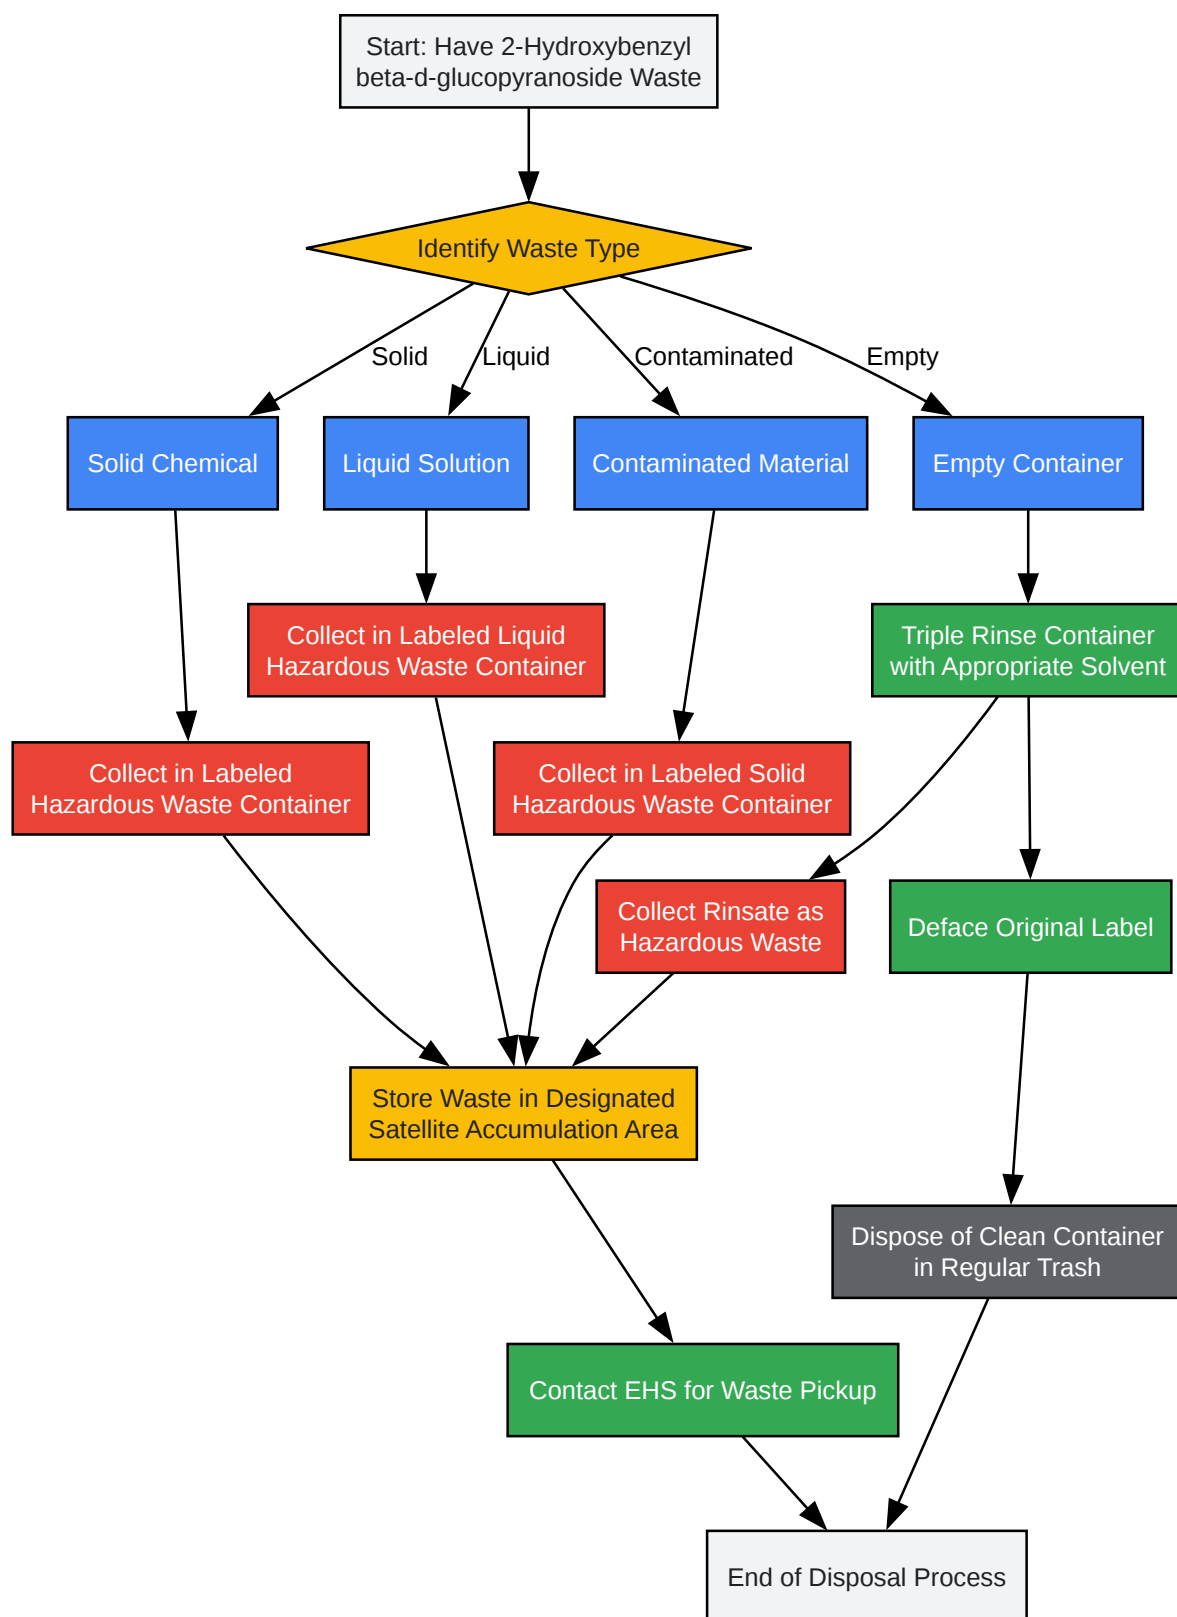 Start: Have 2-Hydroxybenzyl
beta-d-glucopyranoside Waste
Identify Waste Type
Solid
Liquid
Contaminated
Empty
Solid Chemical
Liquid Solution
Contaminated Material
Empty Container
Collect in Labeled Liquid
Hazardous Waste Container
Triple Rinse Container
with Appropriate Solvent
Collect in Labeled
Hazardous Waste Container
Collect in Labeled Solid
Hazardous Waste Container
Collect Rinsate as
Hazardous Waste
Deface Original Label
Store Waste in Designated
Satellite Accumulation Area
Dispose of Clean Container
in Regular Trash
Contact EHS for Waste Pickup
End of Disposal Process